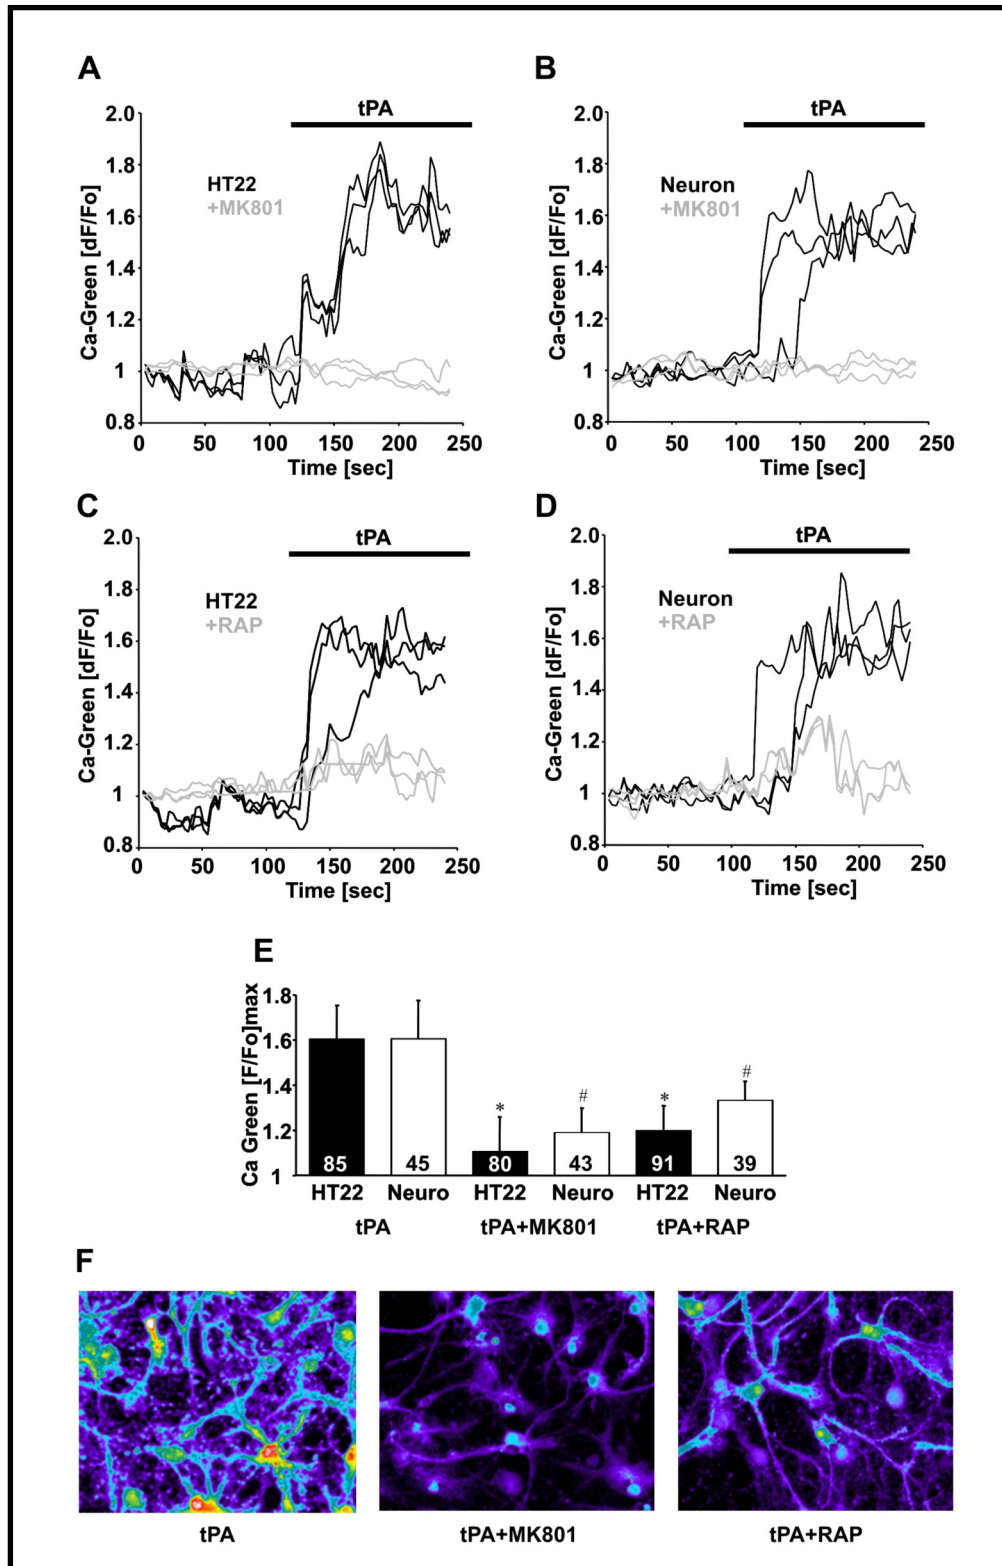 A
tPA
2.0
1.8
1.6
1.4
1.2
1
0.8
Ca-Green [dF/Fo]
HT22
+MK801
0 50 100 150 200 250
Time [sec]
B
tPA
2.0
1.8
1.6
1.4
1.2
1
0.8
Ca-Green [dF/Fo]
Neuron
+MK801
0 50 100 150 200 250
Time [sec]
C
tPA
2.0
1.8
1.6
1.4
1.2
1
0.8
Ca-Green [dF/Fo]
HT22
+RAP
0 50 100 150 200 250
Time [sec]
D
tPA
2.0
1.8
1.6
1.4
1.2
1
0.8
Ca-Green [dF/Fo]
Neuron
+RAP
0 50 100 150 200 250
Time [sec]
E
Ca Green [F/Fo]max
1.8
1.6
1.4
1.2
1
* # * #
85 45 80 43 91 39
HT22 Neuro HT22 Neuro HT22 Neuro
tPA tPA+MK801 tPA+RAP
F
tPA tPA+MK801 tPA+RAP